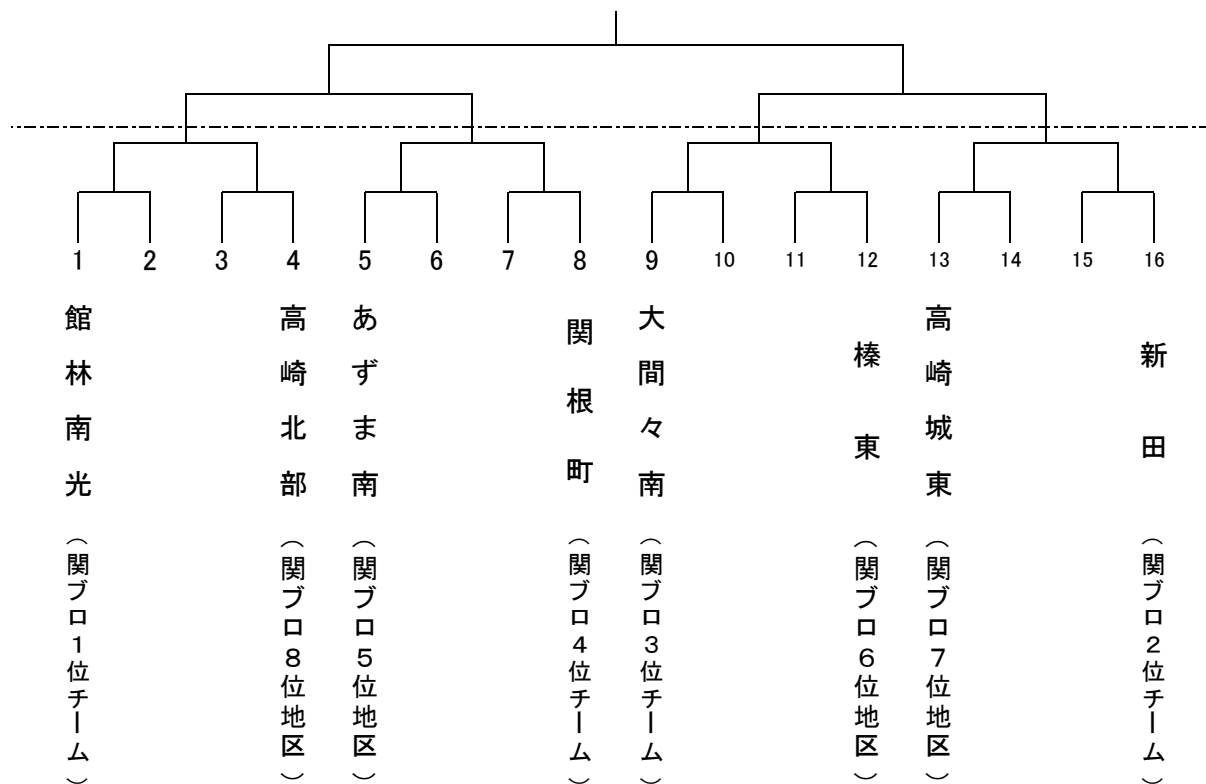 1
2
3
4
5
6
7
8
9
10
11
12
13
14
15
16
館林南光
高崎北部
あずま南
関根町
大間々南
榛東
高崎城東
新田
（関ブロ１位チーム）
（関ブロ８位地区）
（関ブロ５位地区）
（関ブロ４位チーム）
（関ブロ３位チーム）
（関ブロ６位地区）
（関ブロ７位地区）
（関ブロ２位チーム）